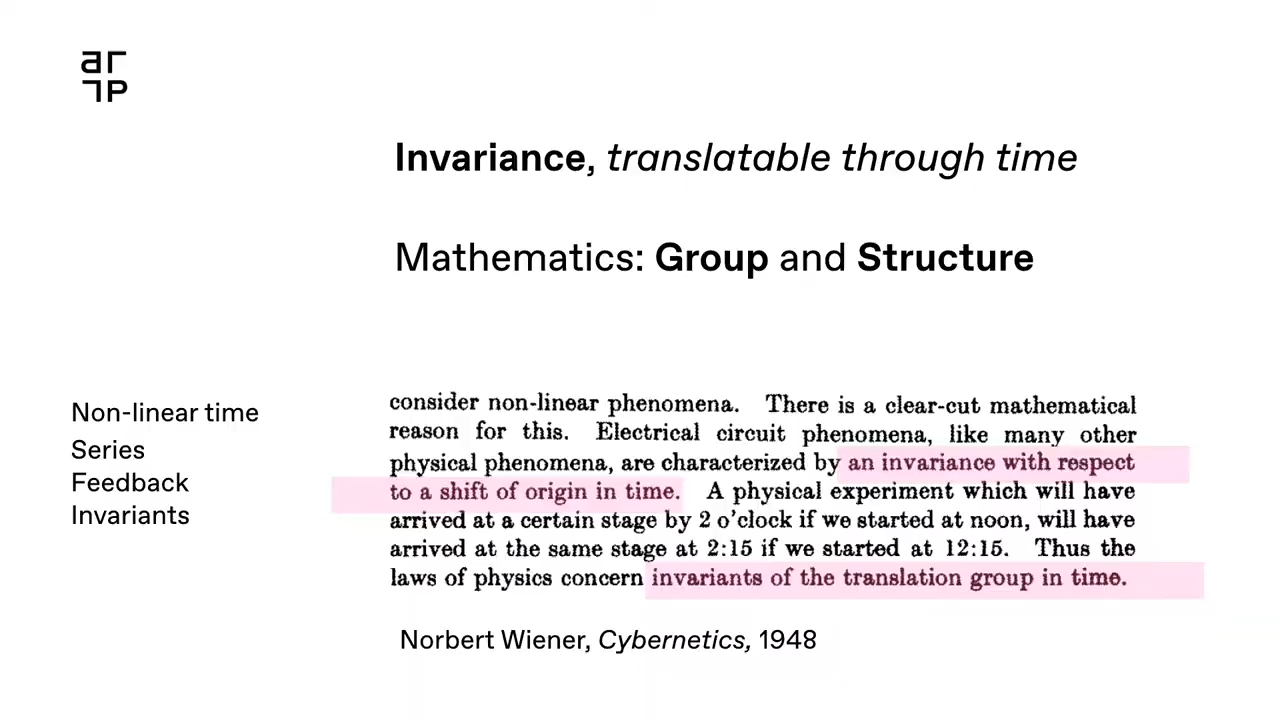 ar
ꓶP
Invariance, translatable through time
Mathematics: Group and Structure
Non-linear time
Series
Feedback
Invariants
consider non-linear phenomena. There is a clear-cut mathematical
reason for this. Electrical circuit phenomena, like many other
physical phenomena, are characterized by an invariance with respect
to a shift of origin in time. A physical experiment which will have
arrived at a certain stage by 2 o'clock if we started at noon, will have
arrived at the same stage at 2:15 if we started at 12:15. Thus the
laws of physics concern invariants of the translation group in time.
Norbert Wiener, Cybernetics, 1948